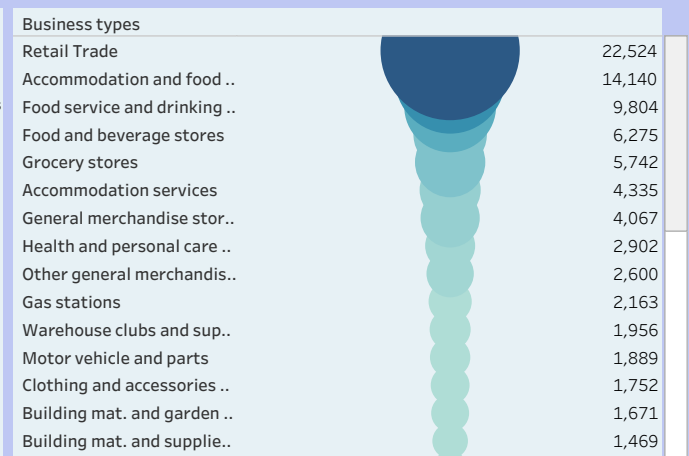 Business types
Retail Trade 22,524
Accommodation and food .. 14,140
Food service and drinking .. 9,804
Food and beverage stores 6,275
Grocery stores 5,742
Accommodation services 4,335
General merchandise stor.. 4,067
Health and personal care .. 2,902
Other general merchandis.. 2,600
Gas stations 2,163
Warehouse clubs and sup.. 1,956
Motor vehicle and parts 1,889
Clothing and accessories .. 1,752
Building mat. and garden .. 1,671
Building mat. and supplie.. 1,469